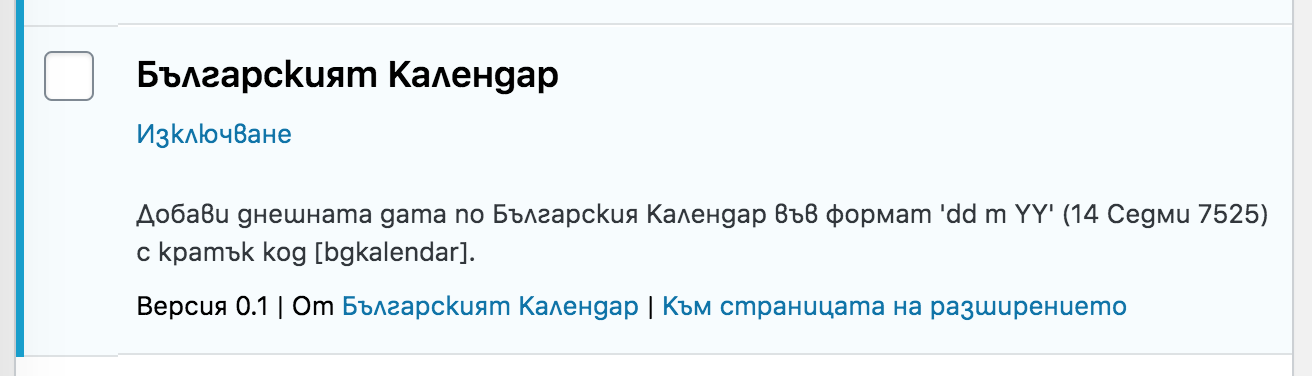 Българският Календар
Изключване
Добави днешната дата по Българския Календар във формат 'dd m YY' (14 Седми 7525)
с кратък код [bgkalendar].
Версия 0.1 | От Българският Календар | Към страницата на разширението